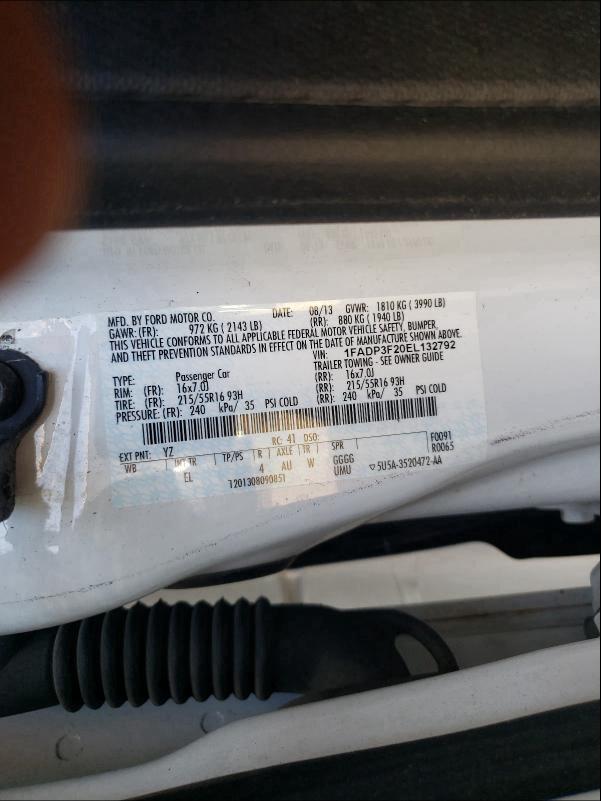 MFD. BY FORD MOTOR CO.
DATE: 08/13 GVWR: 1810 KG ( 3990 LB)
GAWR: (FR): 972 KG ( 2143 LB) (RR): 880 KG ( 1940 LB)
THIS VEHICLE CONFORMS TO ALL APPLICABLE FEDERAL MOTOR VEHICLE SAFETY, BUMPER,
AND THEFT PREVENTION STANDARDS IN EFFECT ON THE DATE OF MANUFACTURE SHOWN ABOVE.
VIN: 1FADP3F20EL132792
TYPE: Passenger Car TRAILER TOWING - SEE OWNER GUIDE
RIM: (FR): 16x7.0J (RR): 16x7.0J
TIRE: (FR): 215/55R16 93H (RR): 215/55R16 93H
PRESSURE: (FR): 240 kPa/ 35 PSI COLD (RR): 240 kPa/ 35 PSI COLD
EXT PNT: YZ RC: 41 DSO: F0091
WB INT TR TP/PS R AXLE TR SPR R0065
EL 4 AU W GGGG
UMU ▽5U5A-3520472-AA
1201308090851